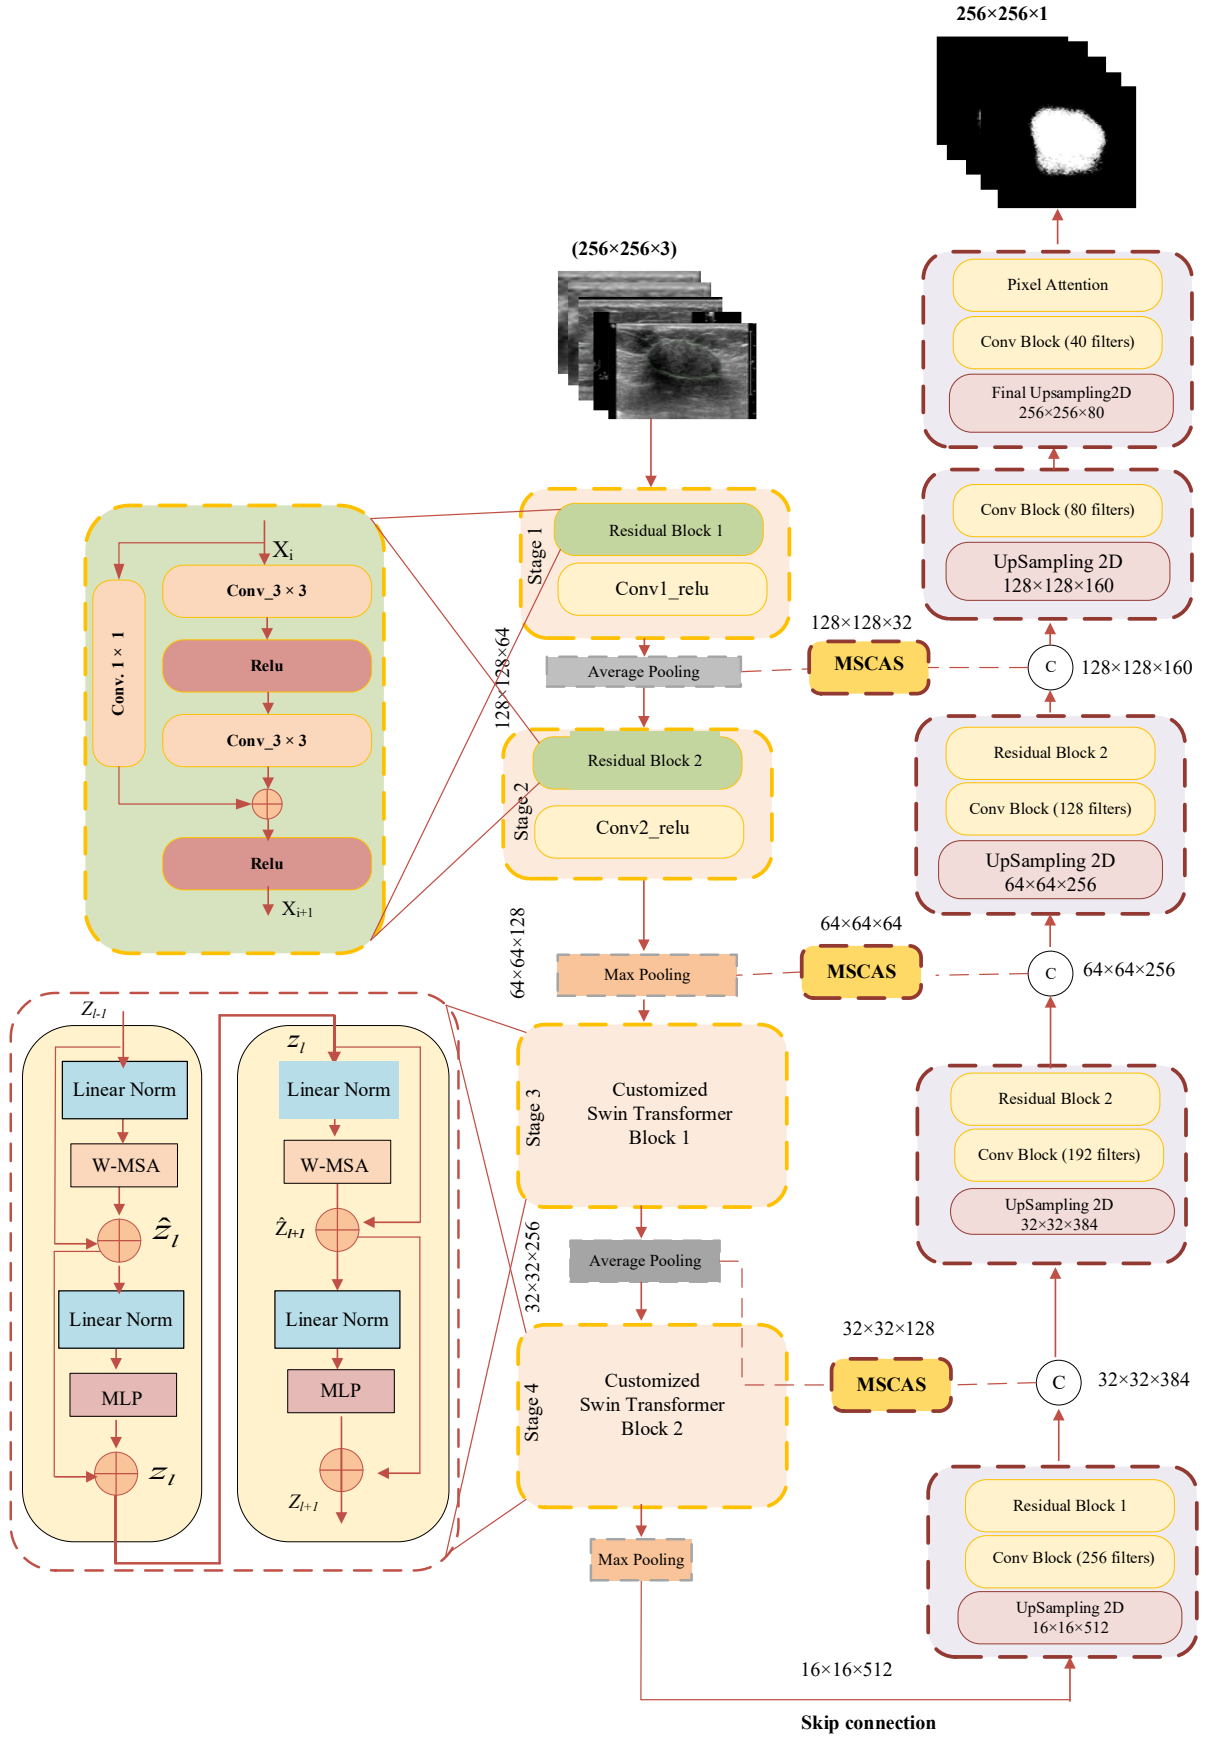 256×256×1
Pixel Attention
Conv Block (40 filters)
Final Upsampling2D
256×256×80
Conv Block (80 filters)
UpSampling 2D
128×128×160
C
128×128×160
Residual Block 2
Conv Block (128 filters)
UpSampling 2D
64×64×256
C
64×64×256
Residual Block 2
Conv Block (192 filters)
UpSampling 2D
32×32×384
C
32×32×384
Residual Block 1
Conv Block (256 filters)
UpSampling 2D
16×16×512
(256×256×3)
Stage 1
Residual Block 1
Conv1_relu
128×128×64
Average Pooling
128×128×32
MSCAS
Stage 2
Residual Block 2
Conv2_relu
64×64×128
Max Pooling
64×64×64
MSCAS
Stage 3
Customized
Swin Transformer
Block 1
32×32×256
Average Pooling
32×32×128
MSCAS
Stage 4
Customized
Swin Transformer
Block 2
Max Pooling
16×16×512
Skip connection
Xi
Conv_3 × 3
Relu
Conv. 1 × 1
Conv_3 × 3
Relu
Xi+1
Zl-1
Linear Norm
W-MSA
ẑl
Linear Norm
MLP
zl
zl
Linear Norm
W-MSA
Ẑl+1
Linear Norm
MLP
Zl+1